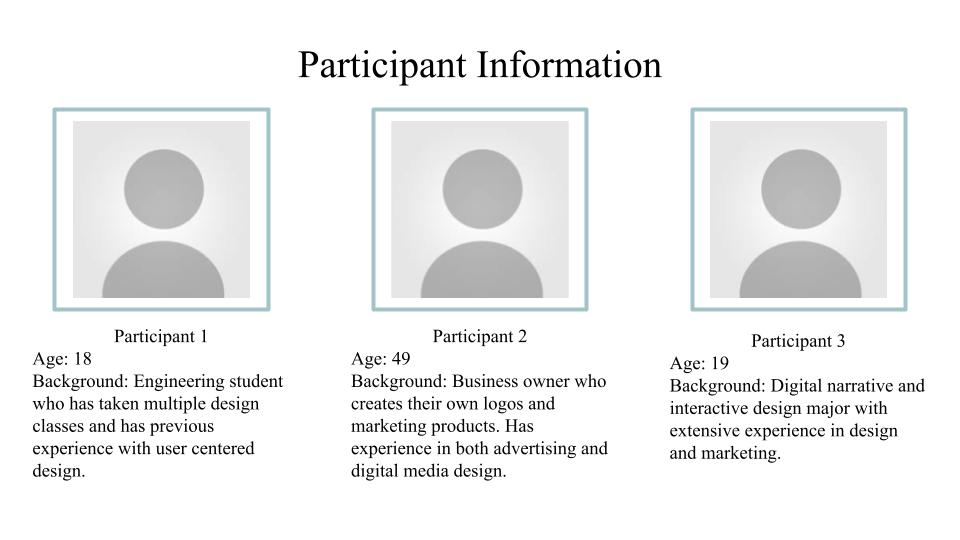 Participant Information
Participant 1
Age: 18
Background: Engineering student
who has taken multiple design
classes and has previous
experience with user centered
design.
Participant 2
Age: 49
Background: Business owner who
creates their own logos and
marketing products. Has
experience in both advertising and
digital media design.
Participant 3
Age: 19
Background: Digital narrative and
interactive design major with
extensive experience in design
and marketing.